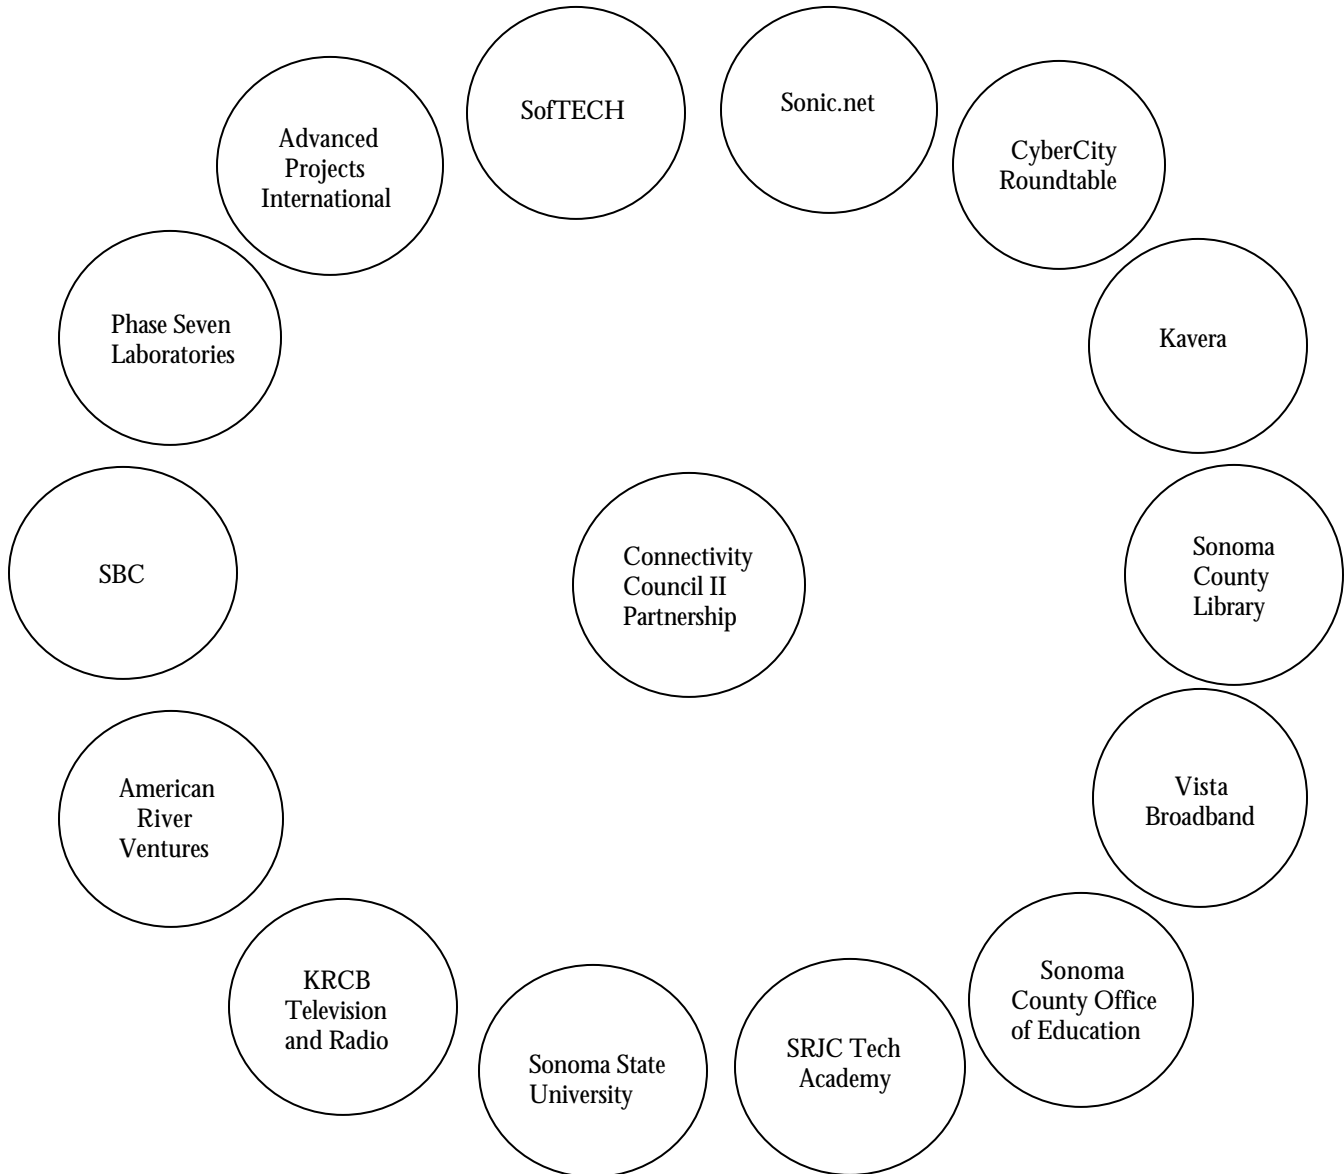 SofTECH
Sonic.net
Advanced
Projects
International
CyberCity
Roundtable
Phase Seven
Laboratories
Kavera
SBC
Connectivity
Council II
Partnership
Sonoma
County
Library
American
River
Ventures
Vista
Broadband
KRCB
Television
and Radio
Sonoma State
University
SRJC Tech
Academy
Sonoma
County Office
of Education